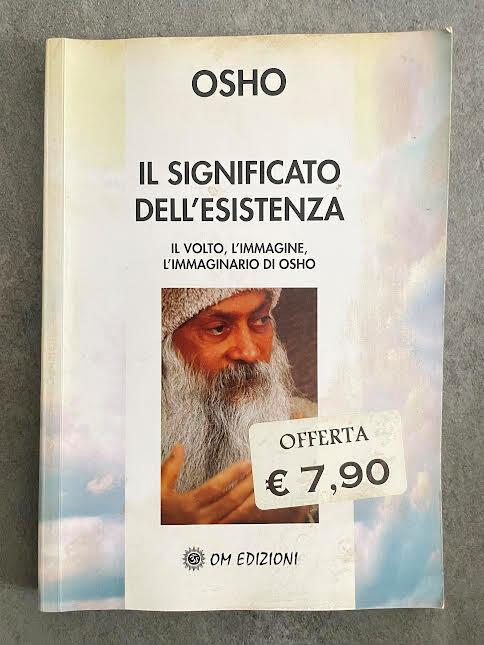 OSHO
IL SIGNIFICATO
DELL'ESISTENZA
IL VOLTO, L'IMMAGINE,
L'IMMAGINARIO DI OSHO
OFFERTA
€ 7,90
OM EDIZIONI